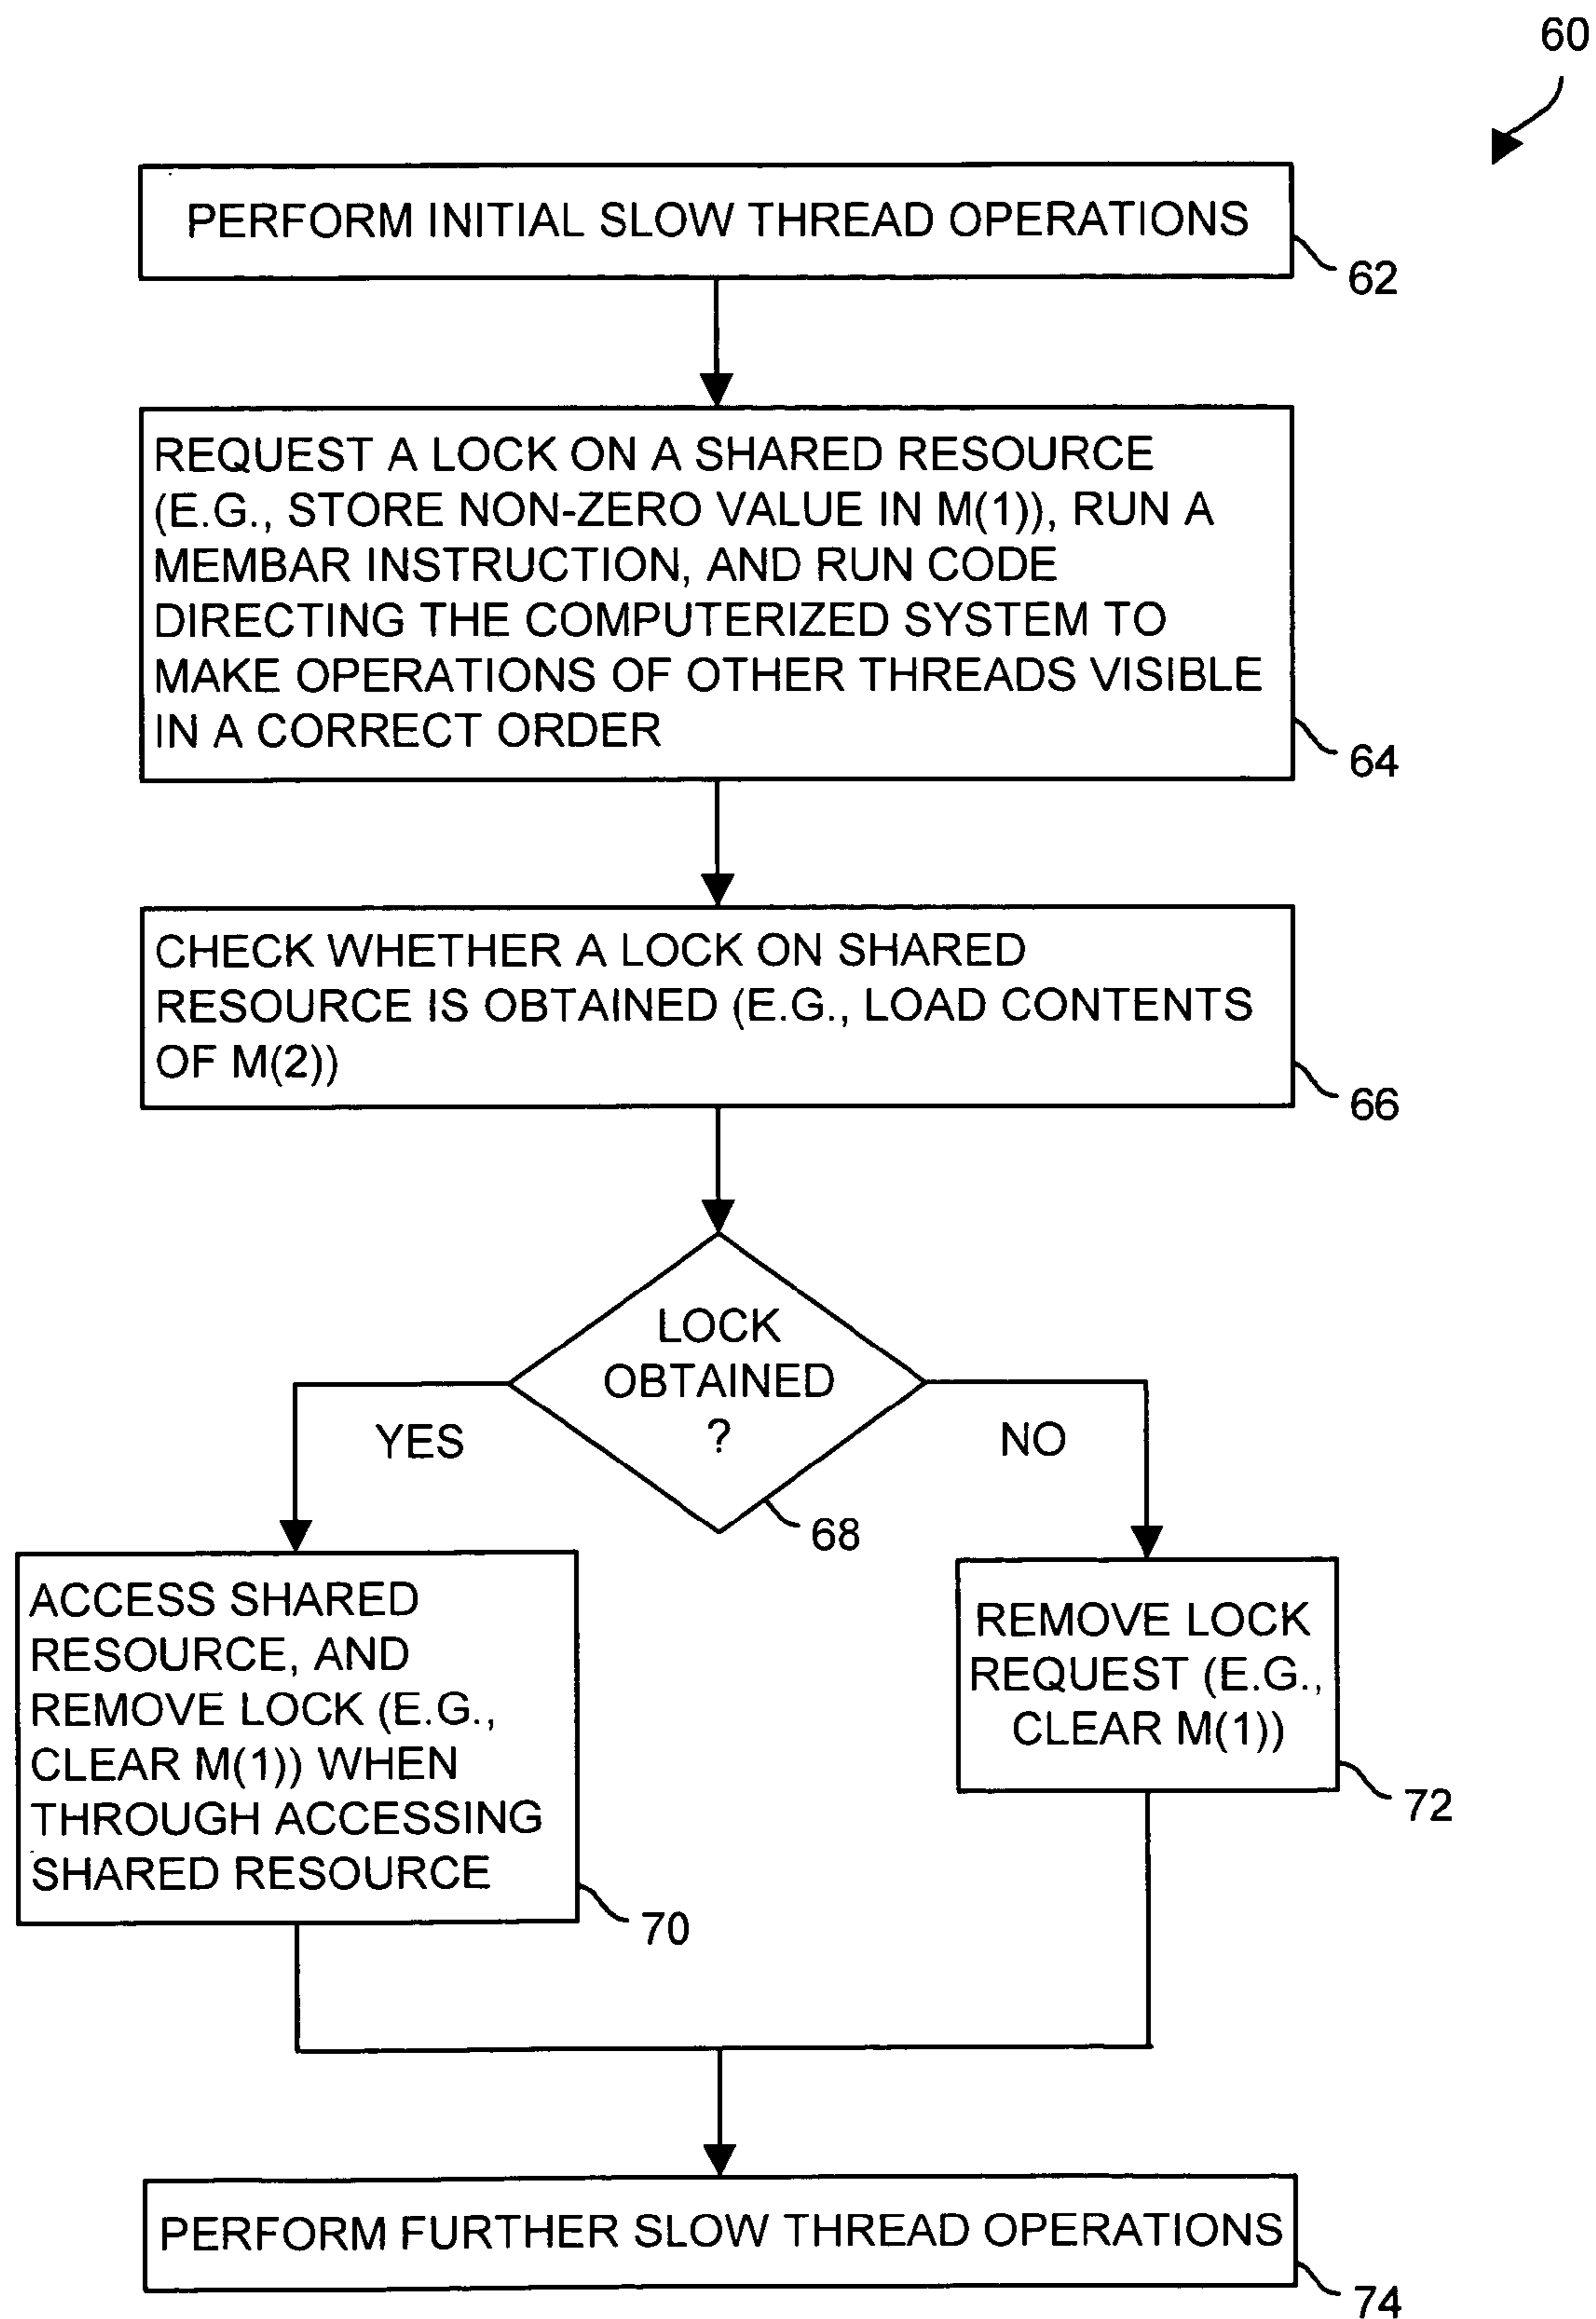 60
PERFORM INITIAL SLOW THREAD OPERATIONS
62
REQUEST A LOCK ON A SHARED RESOURCE
(E.G., STORE NON-ZERO VALUE IN M(1)), RUN A
MEMBAR INSTRUCTION, AND RUN CODE
DIRECTING THE COMPUTERIZED SYSTEM TO
MAKE OPERATIONS OF OTHER THREADS VISIBLE
IN A CORRECT ORDER
64
CHECK WHETHER A LOCK ON SHARED
RESOURCE IS OBTAINED (E.G., LOAD CONTENTS
OF M(2))
66
LOCK
OBTAINED
?
YES
NO
68
ACCESS SHARED
RESOURCE, AND
REMOVE LOCK (E.G.,
CLEAR M(1)) WHEN
THROUGH ACCESSING
SHARED RESOURCE
70
REMOVE LOCK
REQUEST (E.G.,
CLEAR M(1))
72
PERFORM FURTHER SLOW THREAD OPERATIONS
74